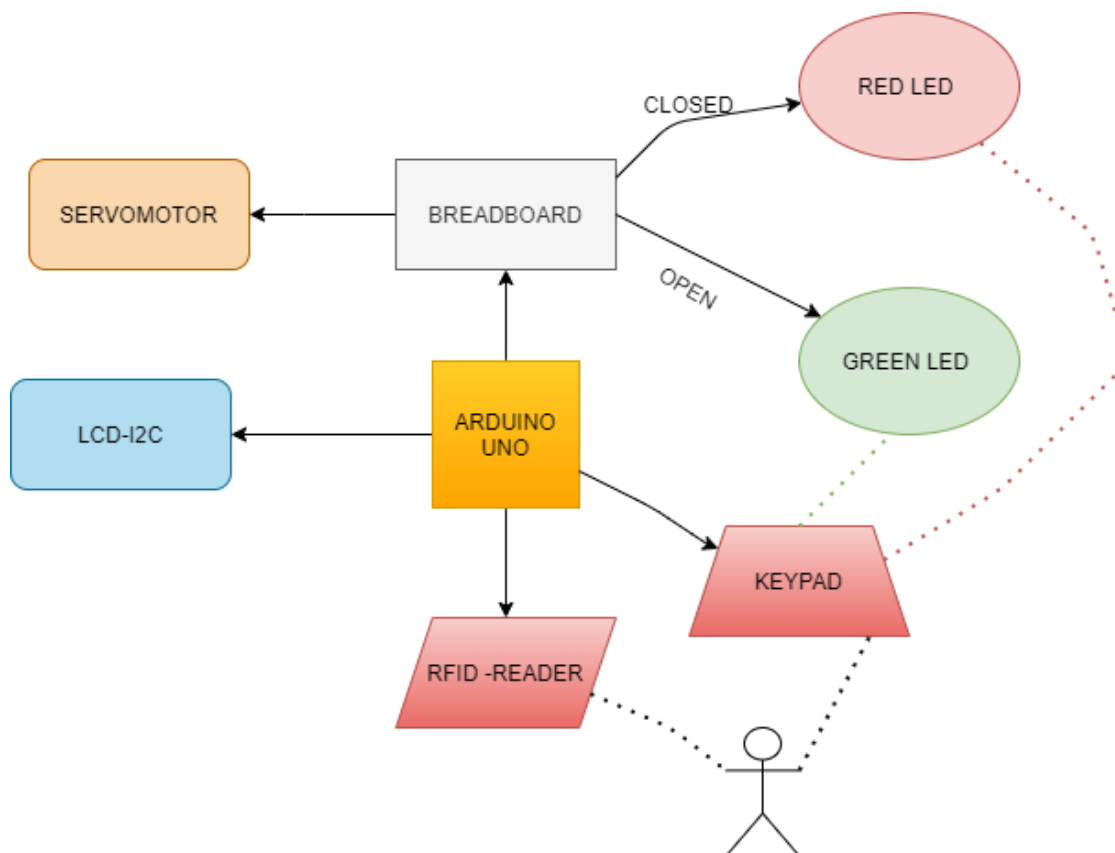 RED LED
CLOSED
SERVOMOTOR
BREADBOARD
OPEN
GREEN LED
LCD-I2C
ARDUINO
UNO
KEYPAD
RFID -READER